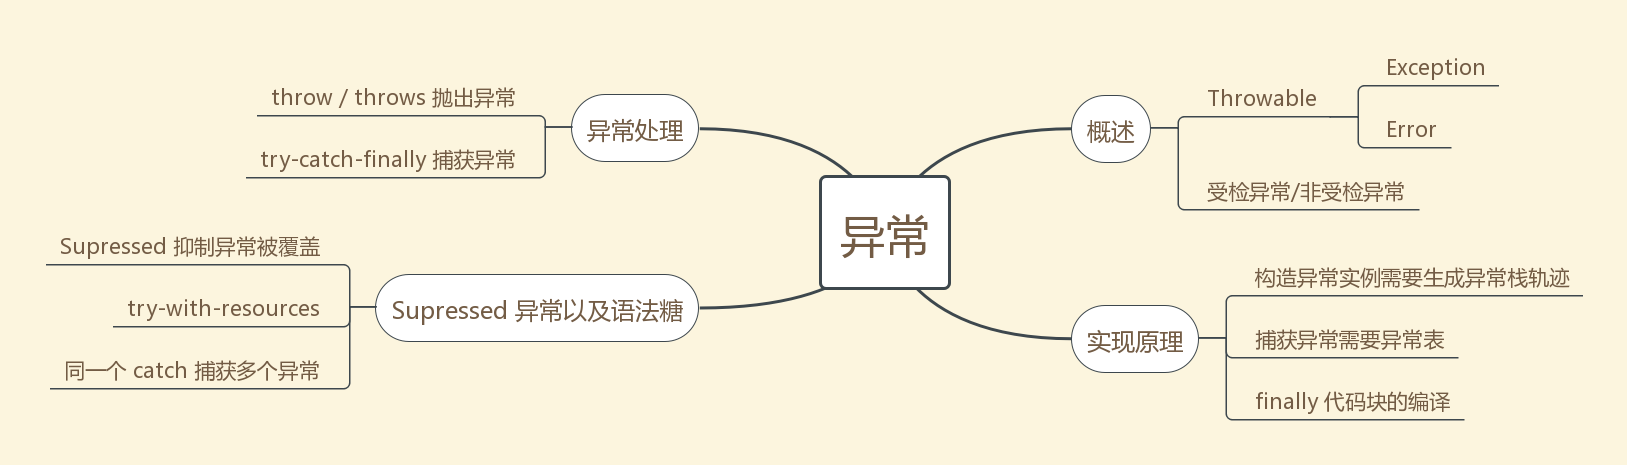 异常
概述
Throwable
Exception
Error
受检异常/非受检异常
实现原理
构造异常实例需要生成异常栈轨迹
捕获异常需要异常表
finally 代码块的编译
异常处理
throw / throws 抛出异常
try-catch-finally 捕获异常
Supressed 异常以及语法糖
Supressed 抑制异常被覆盖
try-with-resources
同一个 catch 捕获多个异常